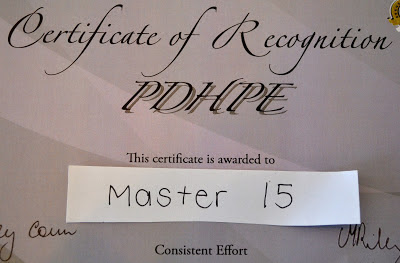 Certificate of Recognition
PDHPE
This certificate is awarded to
Master 15
Consistent Effort